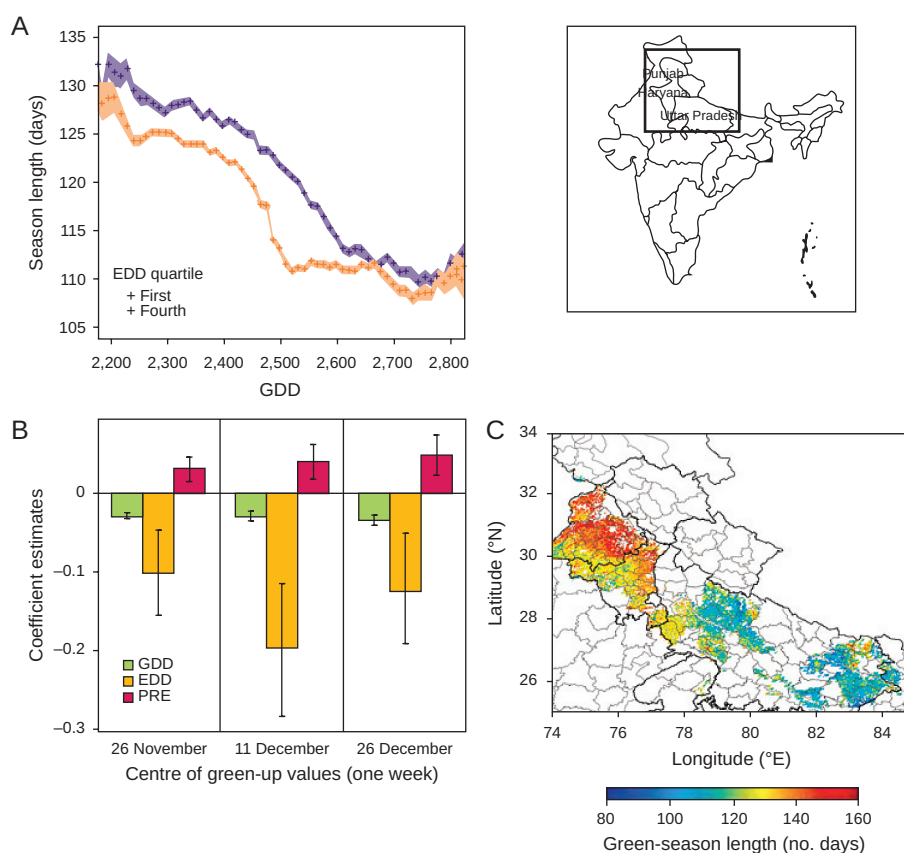 A
135
130
125
120
115
110
105
Season length (days)
EDD quartile
+ First
+ Fourth
2,200 2,300 2,400 2,500 2,600 2,700 2,800
GDD
Punjab
Haryana
Uttar Pradesh
B
0
–0.1
–0.2
–0.3
Coefficient estimates
GDD
EDD
PRE
26 November 11 December 26 December
Centre of green-up values (one week)
C
34
32
30
28
26
Latitude (°N)
74 76 78 80 82 84
Longitude (°E)
80 100 120 140 160
Green-season length (no. days)